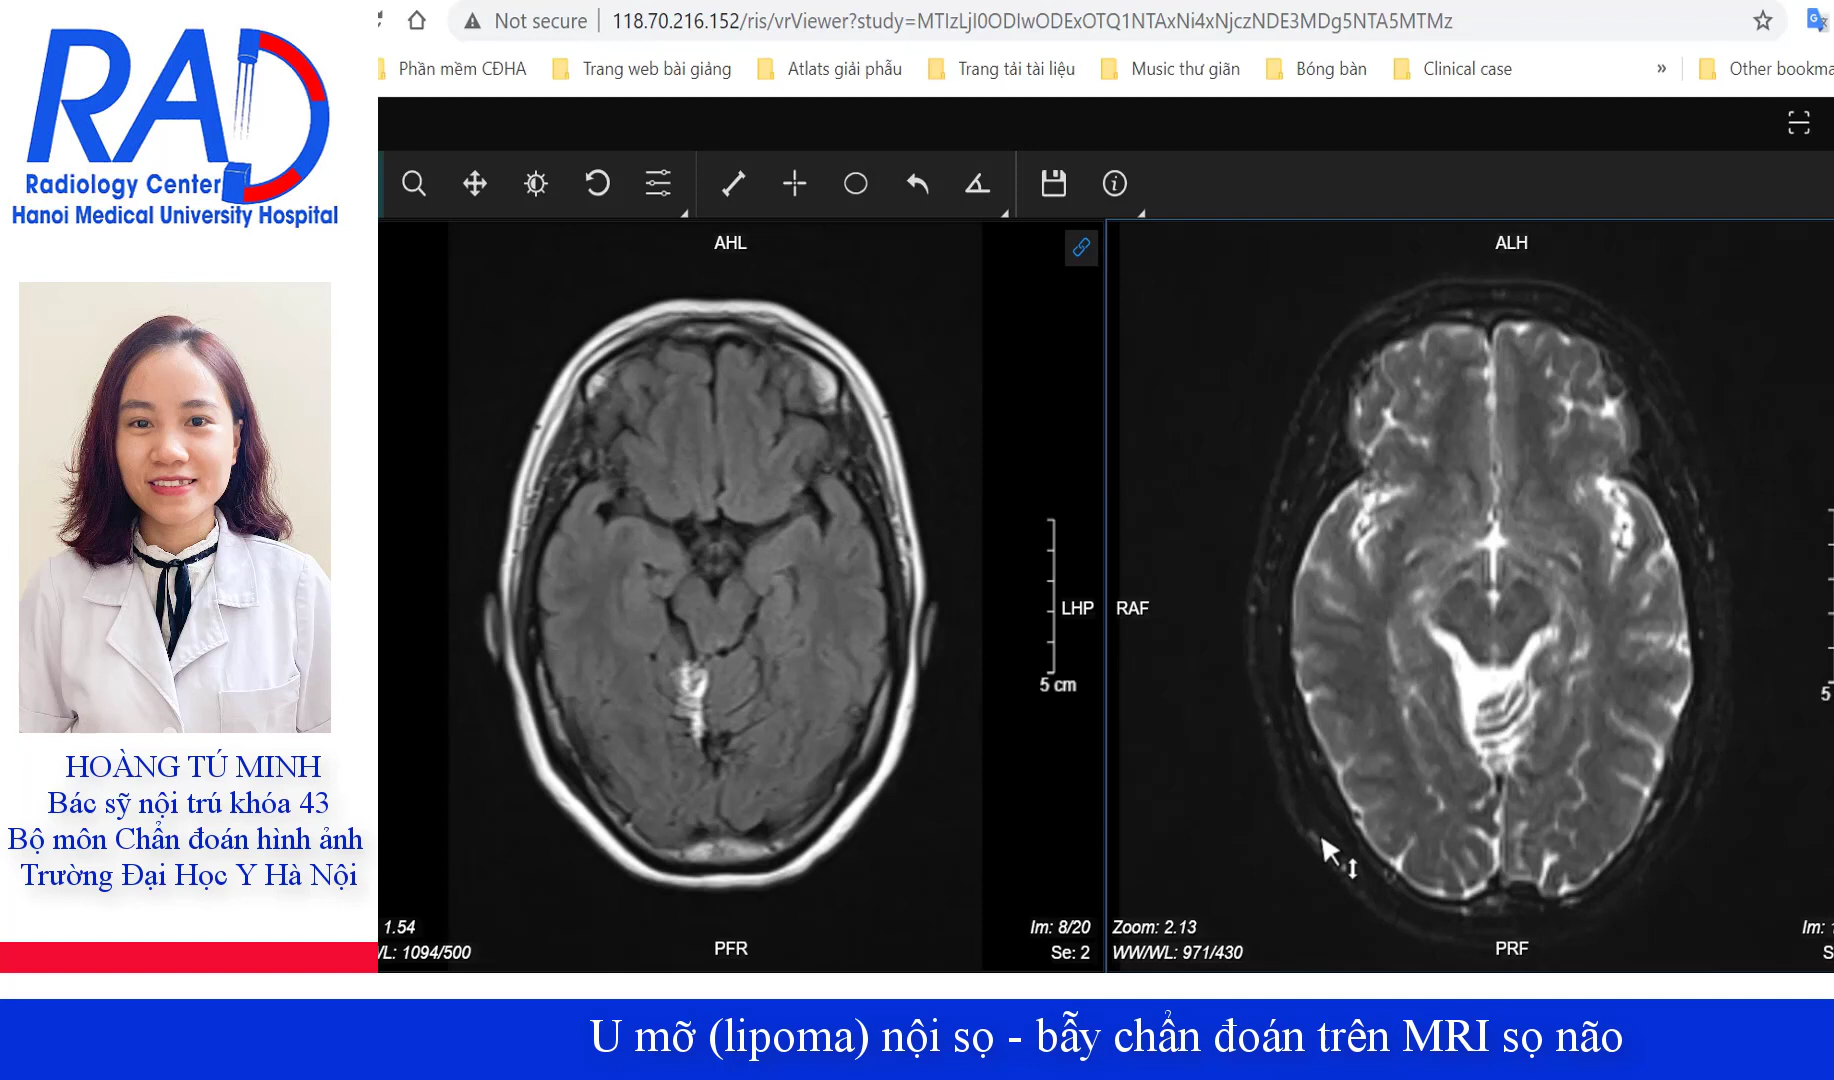 RAD
Radiology Center
Hanoi Medical University Hospital
HOÀNG TÚ MINH
Bác sỹ nội trú khóa 43
Bộ môn Chẩn đoán hình ảnh
Trường Đại Học Y Hà Nội
Not secure | 118.70.216.152/ris/vrViewer?study=MTIzLjI0ODIwODExOTQ1NTAxNi4xNjczNDE3MDg5NTA5MTMz
Phần mềm CĐHA Trang web bài giảng Atlats giải phẫu Trang tải tài liệu Music thư giãn Bóng bàn Clinical case » Other bookma
AHL
LHP
5 cm
1.54
/L: 1094/500
PFR
Im: 8/20
Se: 2
ALH
RAF
5
Zoom: 2.13
WW/WL: 971/430
PRF
Im:
S
U mỡ (lipoma) nội sọ - bẫy chẩn đoán trên MRI sọ não